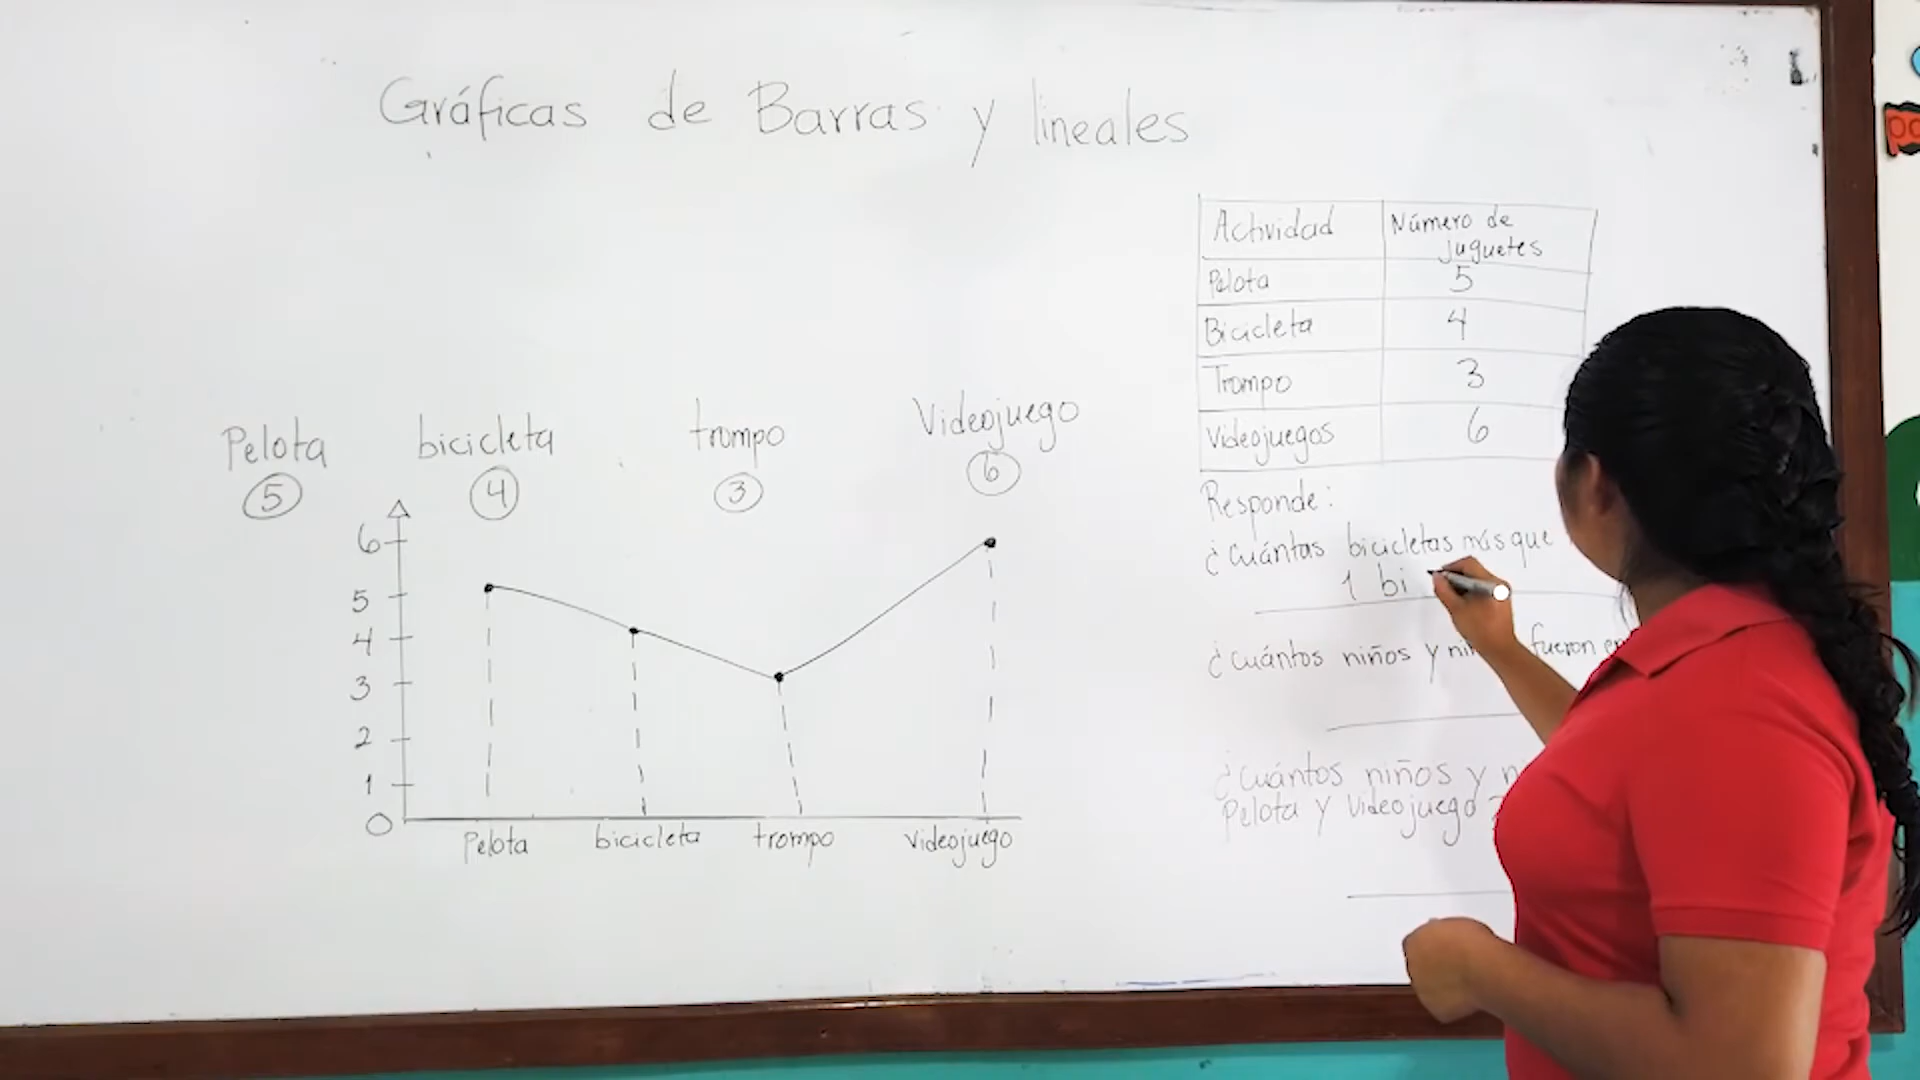 Gráficas de Barras y lineales
Pelota bicicleta trompo Videojuego
5 4 3 6
6
5
4
3
2
1
0
Pelota bicicleta trompo videojuego
Actividad Número de
juguetes
Pelota 5
Bicicleta 4
Trompo 3
Videojuegos 6
Responde:
¿Cuántas bicicletas más que
1 bi
¿Cuántos niños y fueron
¿Cuántos niños y
Pelota y videojuego